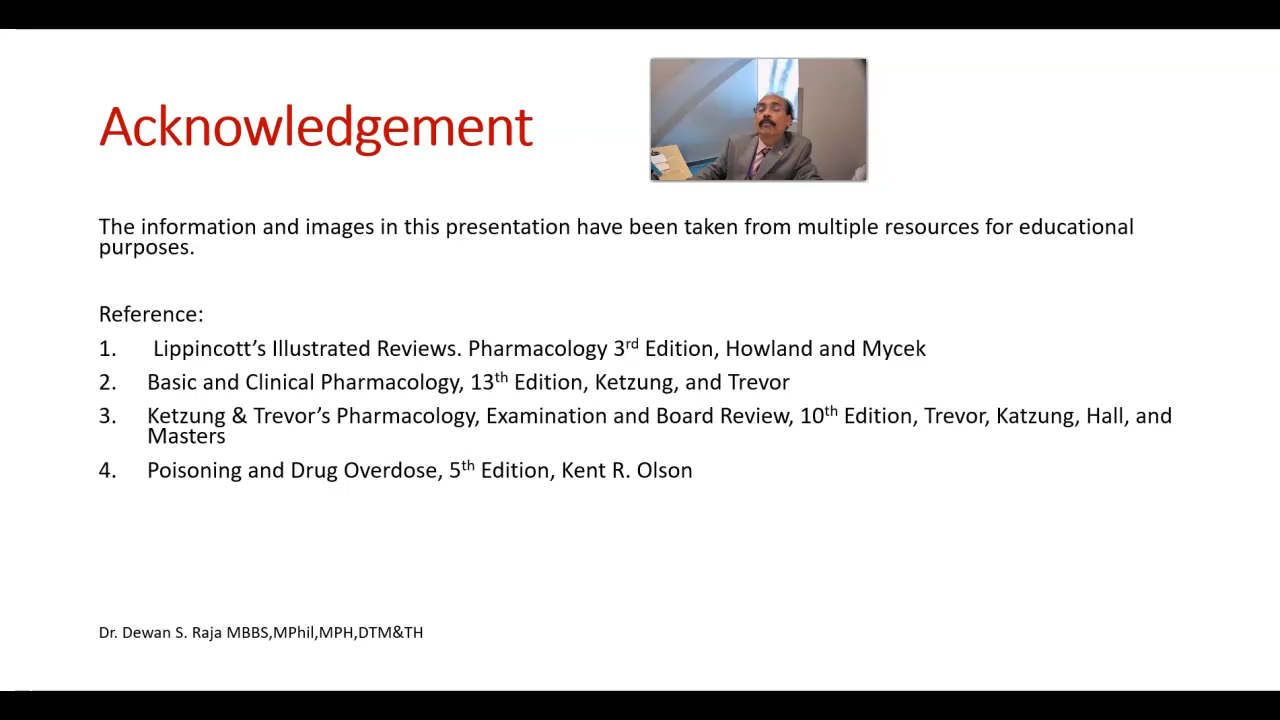 Acknowledgement
The information and images in this presentation have been taken from multiple resources for educational
purposes.
Reference:
1. Lippincott’s Illustrated Reviews. Pharmacology 3rd Edition, Howland and Mycek
2. Basic and Clinical Pharmacology, 13th Edition, Ketzung, and Trevor
3. Ketzung & Trevor’s Pharmacology, Examination and Board Review, 10th Edition, Trevor, Katzung, Hall, and
Masters
4. Poisoning and Drug Overdose, 5th Edition, Kent R. Olson
Dr. Dewan S. Raja MBBS,MPhil,MPH,DTM&TH